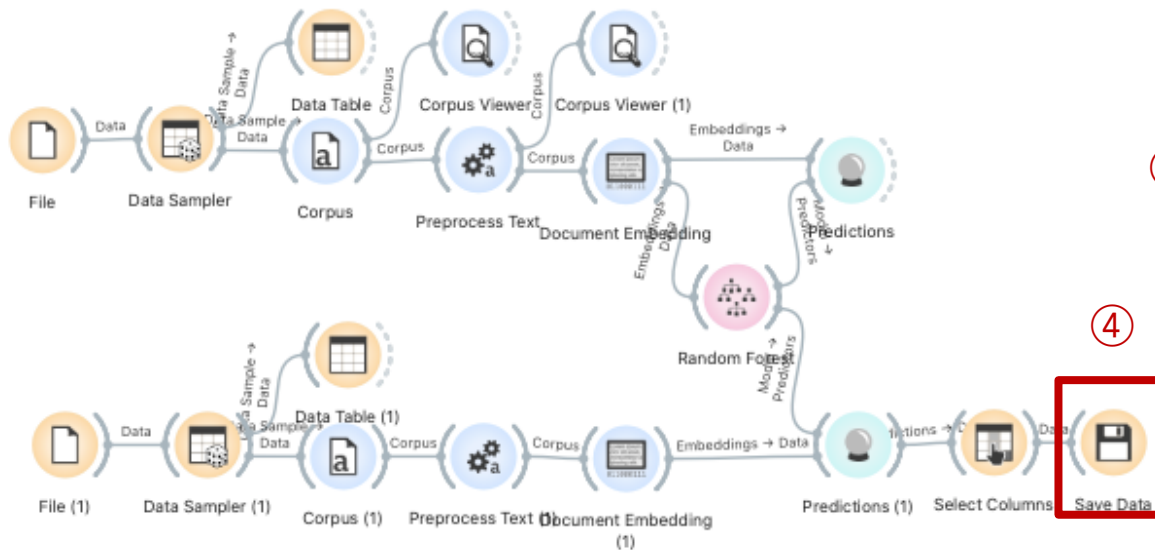 Data Sample →
Data
Data Table
Corpus
Corpus Viewer
Corpus
Corpus Viewer (1)
Data
File
Data Sampler
Data Sample →
Data
Corpus
Corpus
Preprocess Text
Corpus
Document Embedding
Embeddings →
Data
Predictions
Embeddings →
Data
Model →
Predictors
Random Forest
Model →
Predictors
④
Data Sample →
Data
Data Table (1)
Data
File (1)
Data Sampler (1)
Data Sample →
Data
Corpus (1)
Corpus
Preprocess Text (1)
Corpus
Document Embedding
(1)
Embeddings → Data
Predictions (1)
Select Columns
Data
Save Data